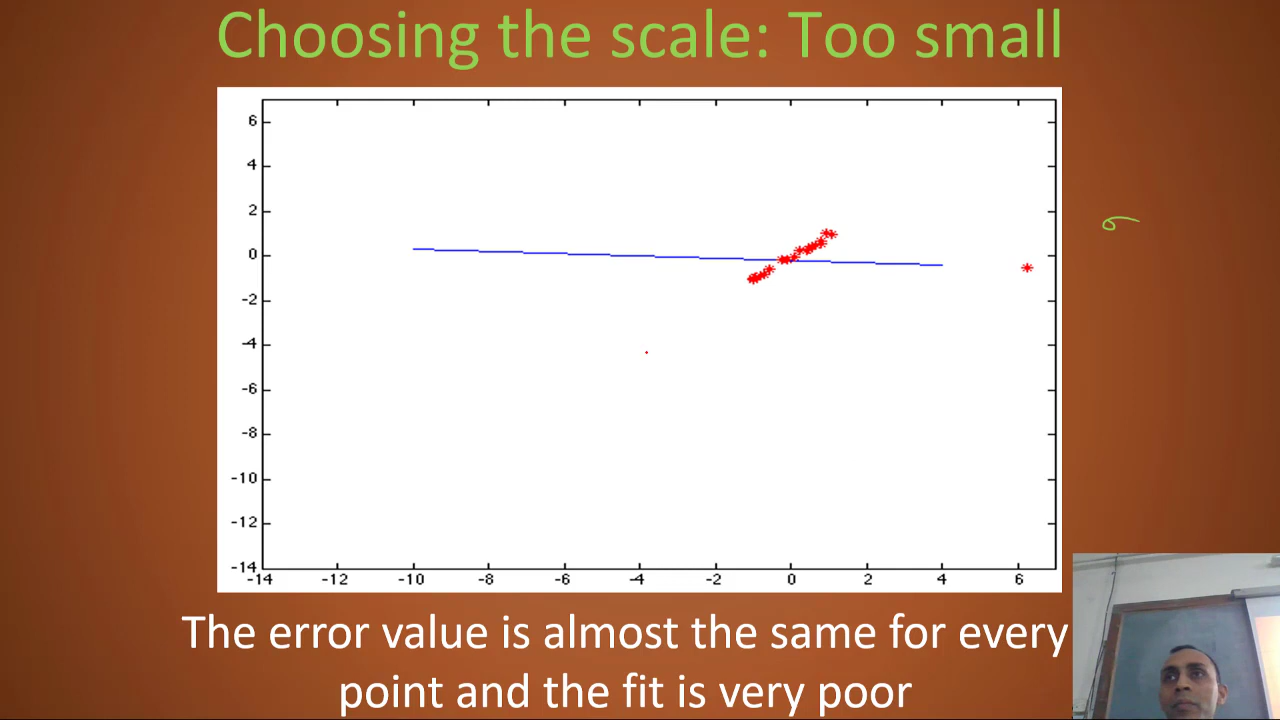 Choosing the scale: Too small
6
4
2
0
-2
-4
-6
-8
-10
-12
-14
-14 -12 -10 -8 -6 -4 -2 0 2 4 6
σ
The error value is almost the same for every
point and the fit is very poor